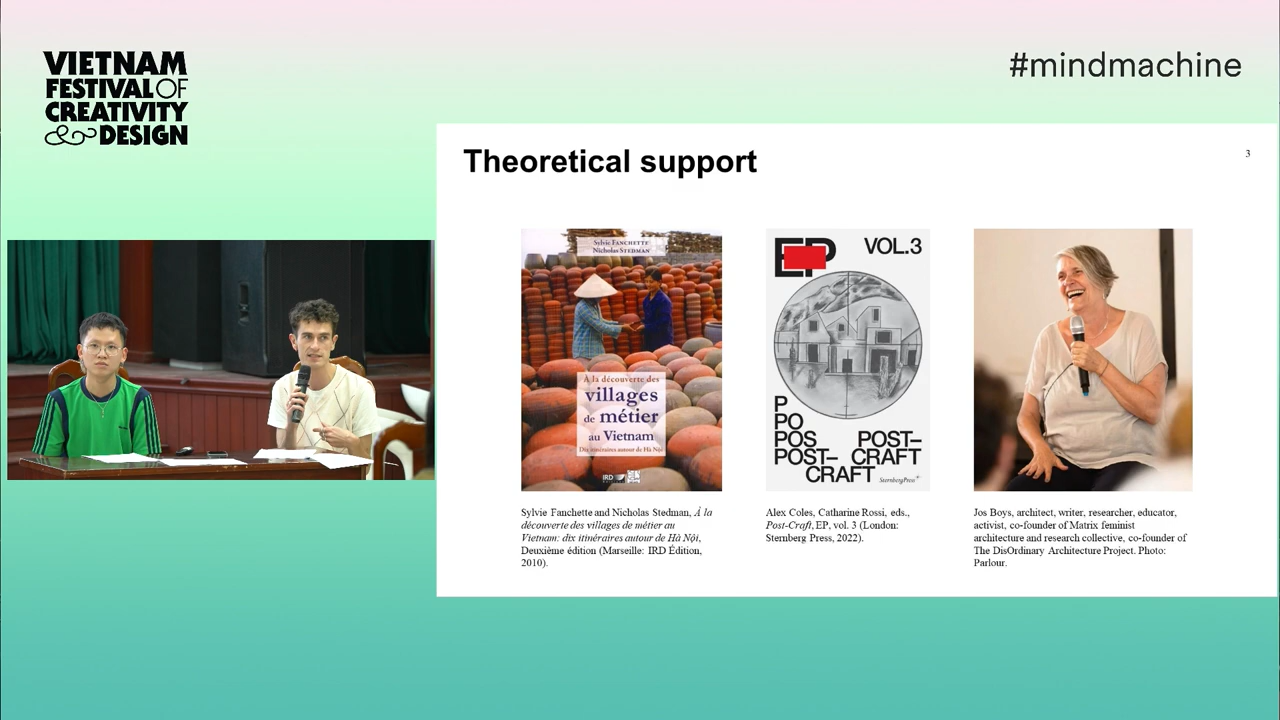 VIETNAM
FESTIVAL OF
CREATIVITY
& DESIGN
#mindmachine
Theoretical support
3
Sylvie FANCHETTE
Nicholas STEDMAN
À la découverte des
villages
de métier
au Vietnam
Dix itinéraires autour de Hà Nội
IRD
EP
VOL.3
P
PO
POS POST–
POST– CRAFT
CRAFT
SternbergPress
Sylvie Fanchette and Nicholas Stedman, À la
découverte des villages de métier au
Vietnam: dix itinéraires autour de Hà Nội,
Deuxième édition (Marseille: IRD Édition,
2010).
Alex Coles, Catharine Rossi, eds.,
Post-Craft, EP, vol. 3 (London:
Sternberg Press, 2022).
Jos Boys, architect, writer, researcher, educator,
activist, co-founder of Matrix feminist
architecture and research collective, co-founder of
The DisOrdinary Architecture Project. Photo:
Parlour.